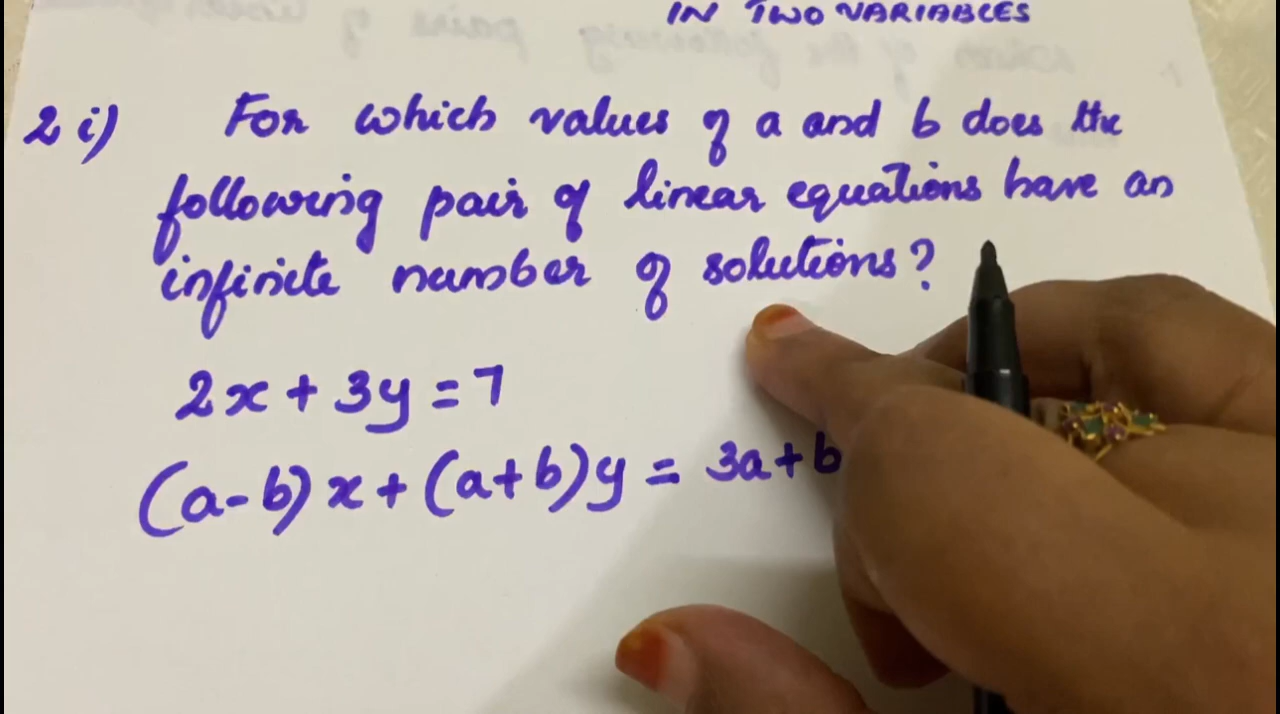 IN TWO VARIABLES
2 i) For which values of a and b does the
following pair of linear equations have an
infinite number of solutions?
2x + 3y = 7
(a-b) x + (a+b) y = 3a+b